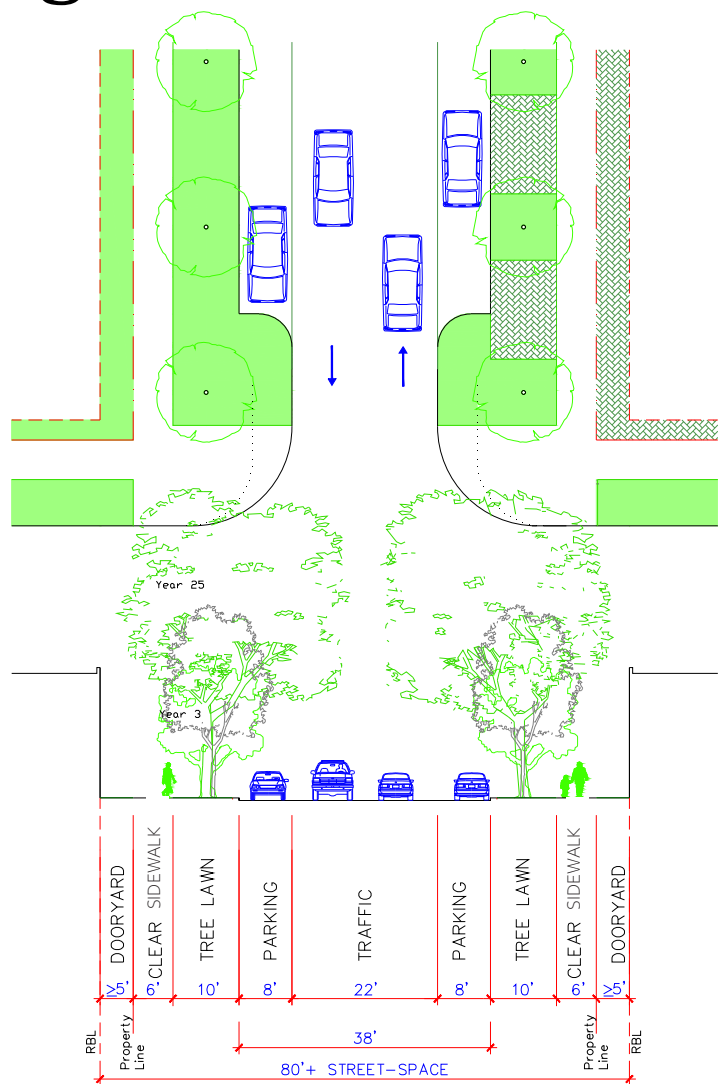 Year 25
Year 3
DOORYARD
CLEAR SIDEWALK
TREE LAWN
PARKING
TRAFFIC
PARKING
TREE LAWN
CLEAR SIDEWALK
DOORYARD
≥5' 6' 10' 8' 22' 8' 10' 6' ≥5'
RBL
Property
Line
38'
Property
Line
RBL
80'+ STREET-SPACE